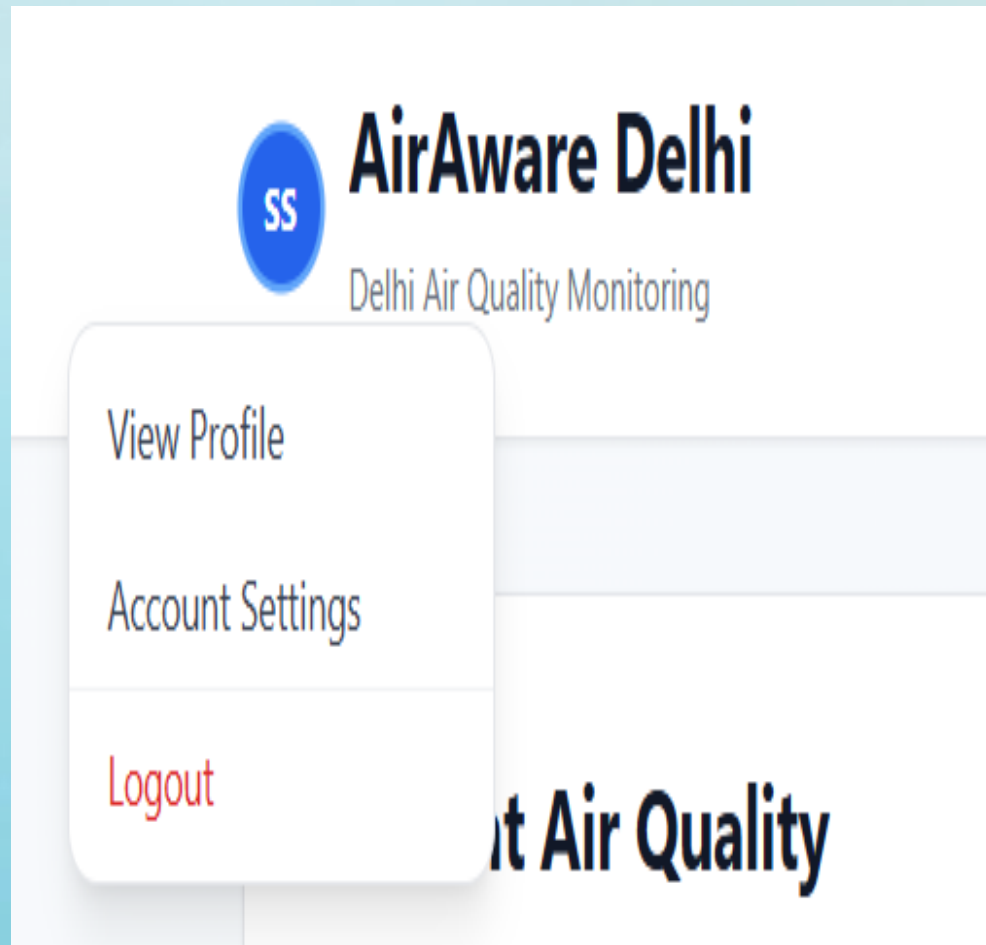 SS
AirAware Delhi
Delhi Air Quality Monitoring
View Profile
Account Settings
Logout
Air Quality